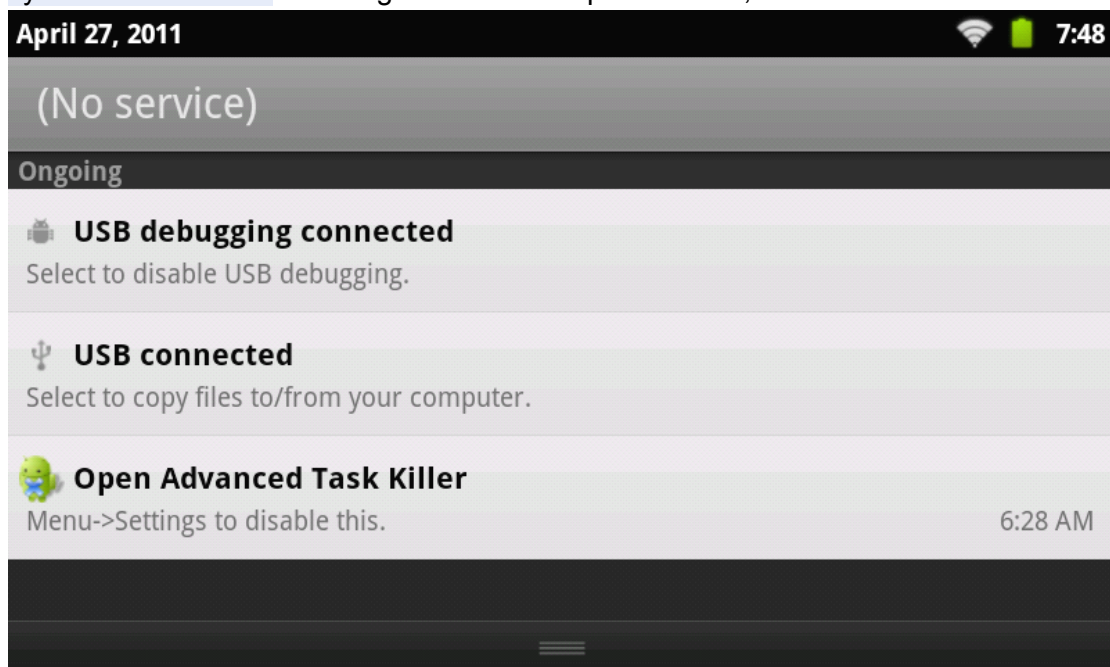 April 27, 2011 7:48
(No service)
Ongoing
USB debugging connected
Select to disable USB debugging.
USB connected
Select to copy files to/from your computer.
Open Advanced Task Killer
Menu->Settings to disable this. 6:28 AM